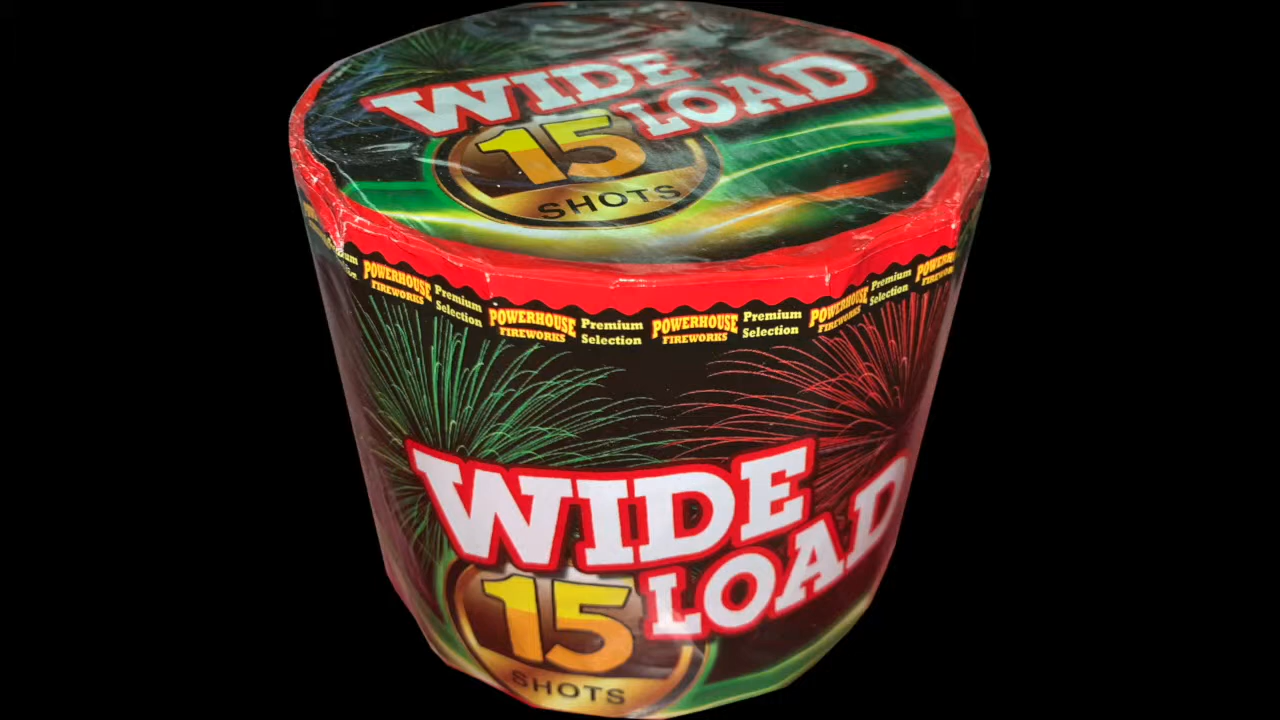 WIDE
LOAD
15
SHOTS
POWERHOUSE FIREWORKS Premium Selection POWERHOUSE FIREWORKS Premium Selection POWERHOUSE FIREWORKS Premium Selection POWERHOUSE FIREWORKS Premium Selection POWERHOUSE
WIDE
LOAD
15
SHOTS